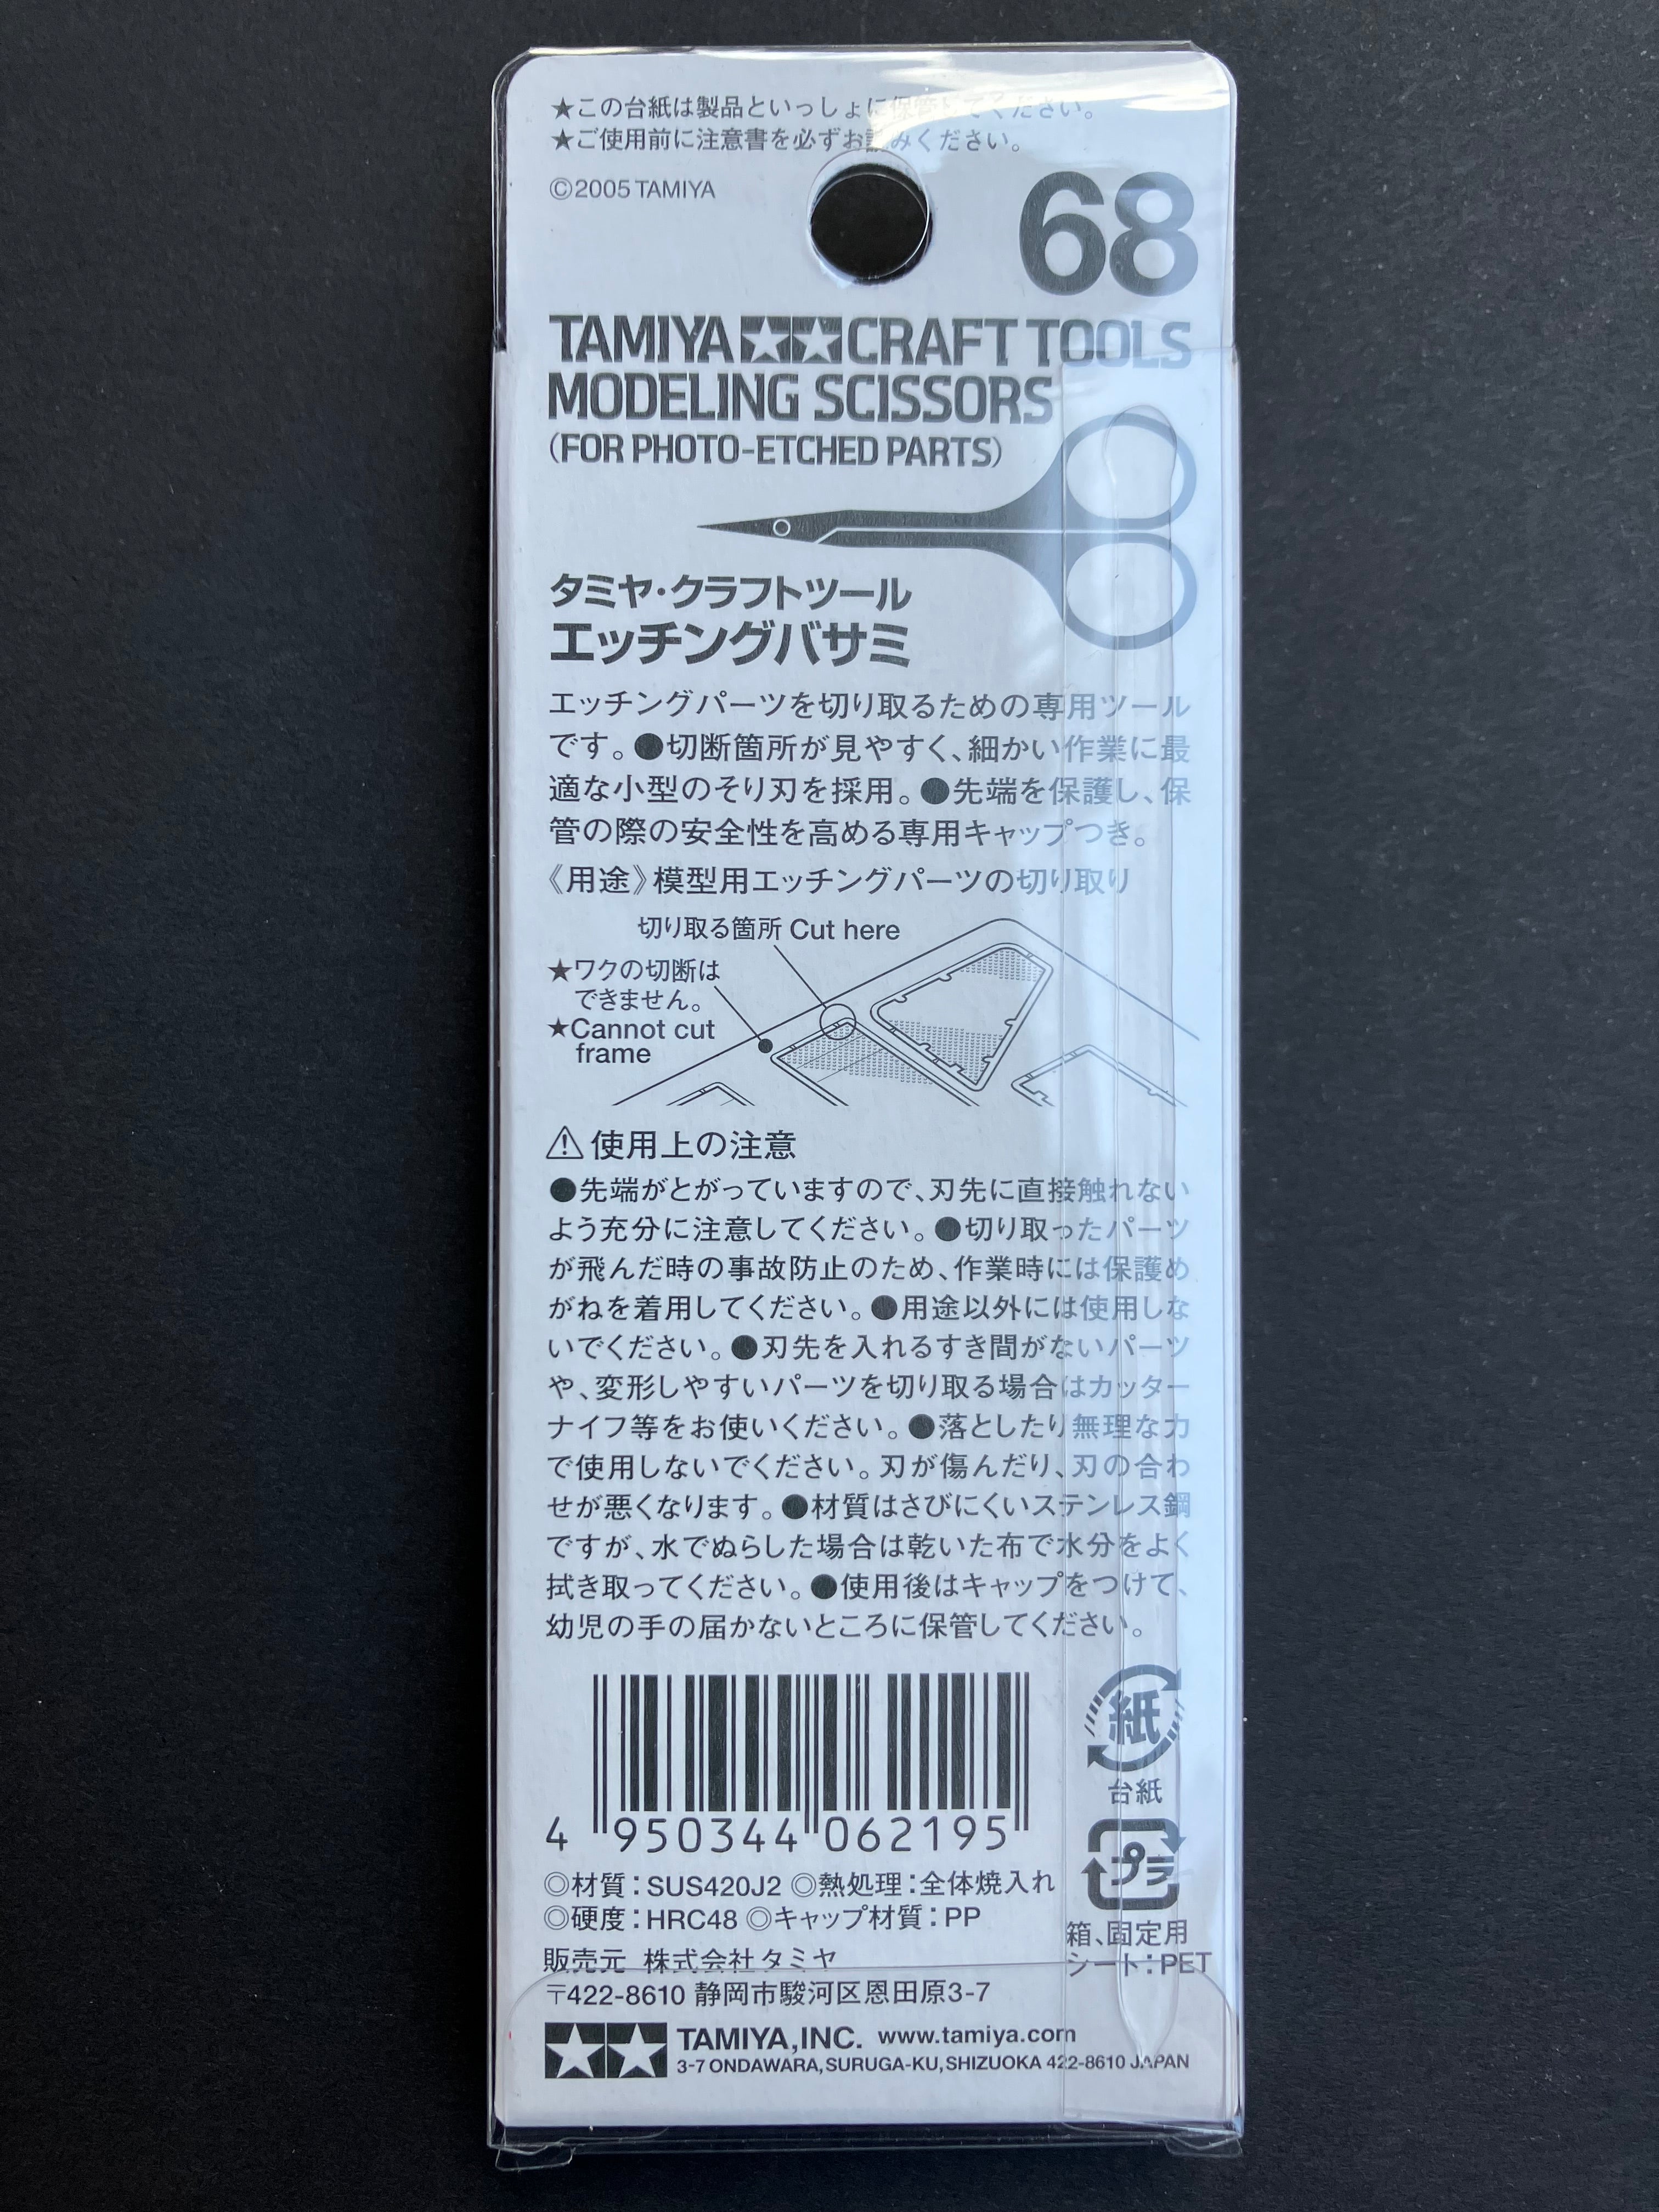 ★この台紙は製品といっしょに保管してください。
★ご使用前に注意書を必ずお読みください。
©2005 TAMIYA
68
TAMIYA CRAFT TOOLS
MODELING SCISSORS
(FOR PHOTO-ETCHED PARTS)
タミヤ・クラフトツール
エッチングバサミ
エッチングパーツを切り取るための専用ツール
です。●切断箇所が見やすく、細かい作業に最
適な小型のそり刃を採用。●先端を保護し、保
管の際の安全性を高める専用キャップつき。
《用途》模型用エッチングパーツの切り取り
切り取る箇所 Cut here
★ワクの切断は
できません。
★Cannot cut
frame
⚠使用上の注意
●先端がとがっていますので、刃先に直接触れない
よう充分に注意してください。●切り取ったパーツ
が飛んだ時の事故防止のため、作業時には保護め
がねを着用してください。●用途以外には使用しな
いでください。●刃先を入れるすき間がないパーツ
や、変形しやすいパーツを切り取る場合はカッター
ナイフ等をお使いください。●落としたり無理な力
で使用しないでください。刃が傷んだり、刃の合わ
せが悪くなります。●材質はさびにくいステンレス鋼
ですが、水でぬらした場合は乾いた布で水分をよく
拭き取ってください。●使用後はキャップをつけて、
幼児の手の届かないところに保管してください。
紙
台紙
4 950344 062195
プラ
箱、固定用
シート：PET
◎材質：SUS420J2 ◎熱処理：全体焼入れ
◎硬度：HRC48 ◎キャップ材質：PP
販売元 株式会社タミヤ
〒422-8610 静岡市駿河区恩田原3-7
TAMIYA,INC. www.tamiya.com
3-7 ONDAWARA, SURUGA-KU, SHIZUOKA 422-8610 JAPAN